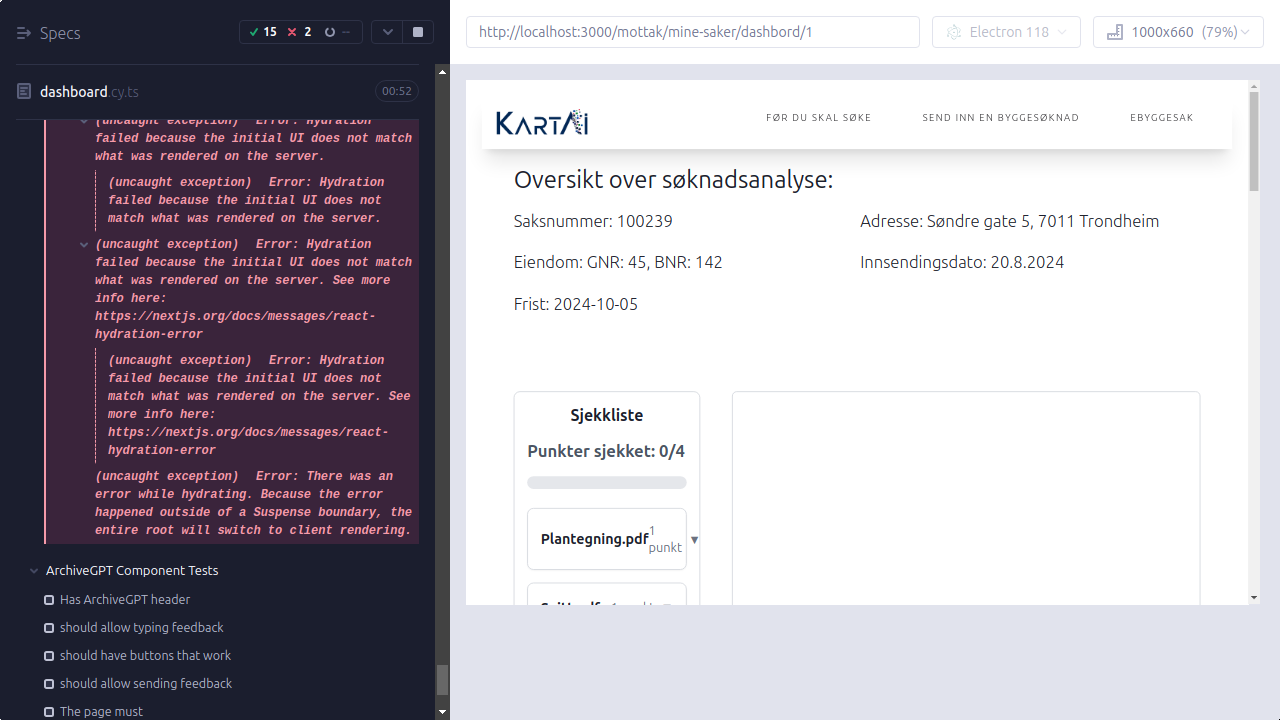 Specs
15 2 --
dashboard.cy.ts 00:52
(uncaught exception) Error: Hydration
failed because the initial UI does not match
what was rendered on the server.
(uncaught exception) Error: Hydration
failed because the initial UI does not
match what was rendered on the server.
(uncaught exception) Error: Hydration
failed because the initial UI does not match
what was rendered on the server. See more
info here:
https://nextjs.org/docs/messages/react-
hydration-error
(uncaught exception) Error: Hydration
failed because the initial UI does not
match what was rendered on the server. See
more info here:
https://nextjs.org/docs/messages/react-
hydration-error
(uncaught exception) Error: There was an
error while hydrating. Because the error
happened outside of a Suspense boundary, the
entire root will switch to client rendering.
ArchiveGPT Component Tests
Has ArchiveGPT header
should allow typing feedback
should have buttons that work
should allow sending feedback
The page must
http://localhost:3000/mottak/mine-saker/dashbord/1
Electron 118
1000x660 (79%)
KartAi
FØR DU SKAL SØKE
SEND INN EN BYGGESØKNAD
EBYGGESAK
Oversikt over søknadsanalyse:
Saksnummer: 100239
Adresse: Søndre gate 5, 7011 Trondheim
Eiendom: GNR: 45, BNR: 142
Innsendingsdato: 20.8.2024
Frist: 2024-10-05
Sjekkliste
Punkter sjekket: 0/4
Plantegning.pdf 1
punkt ▼